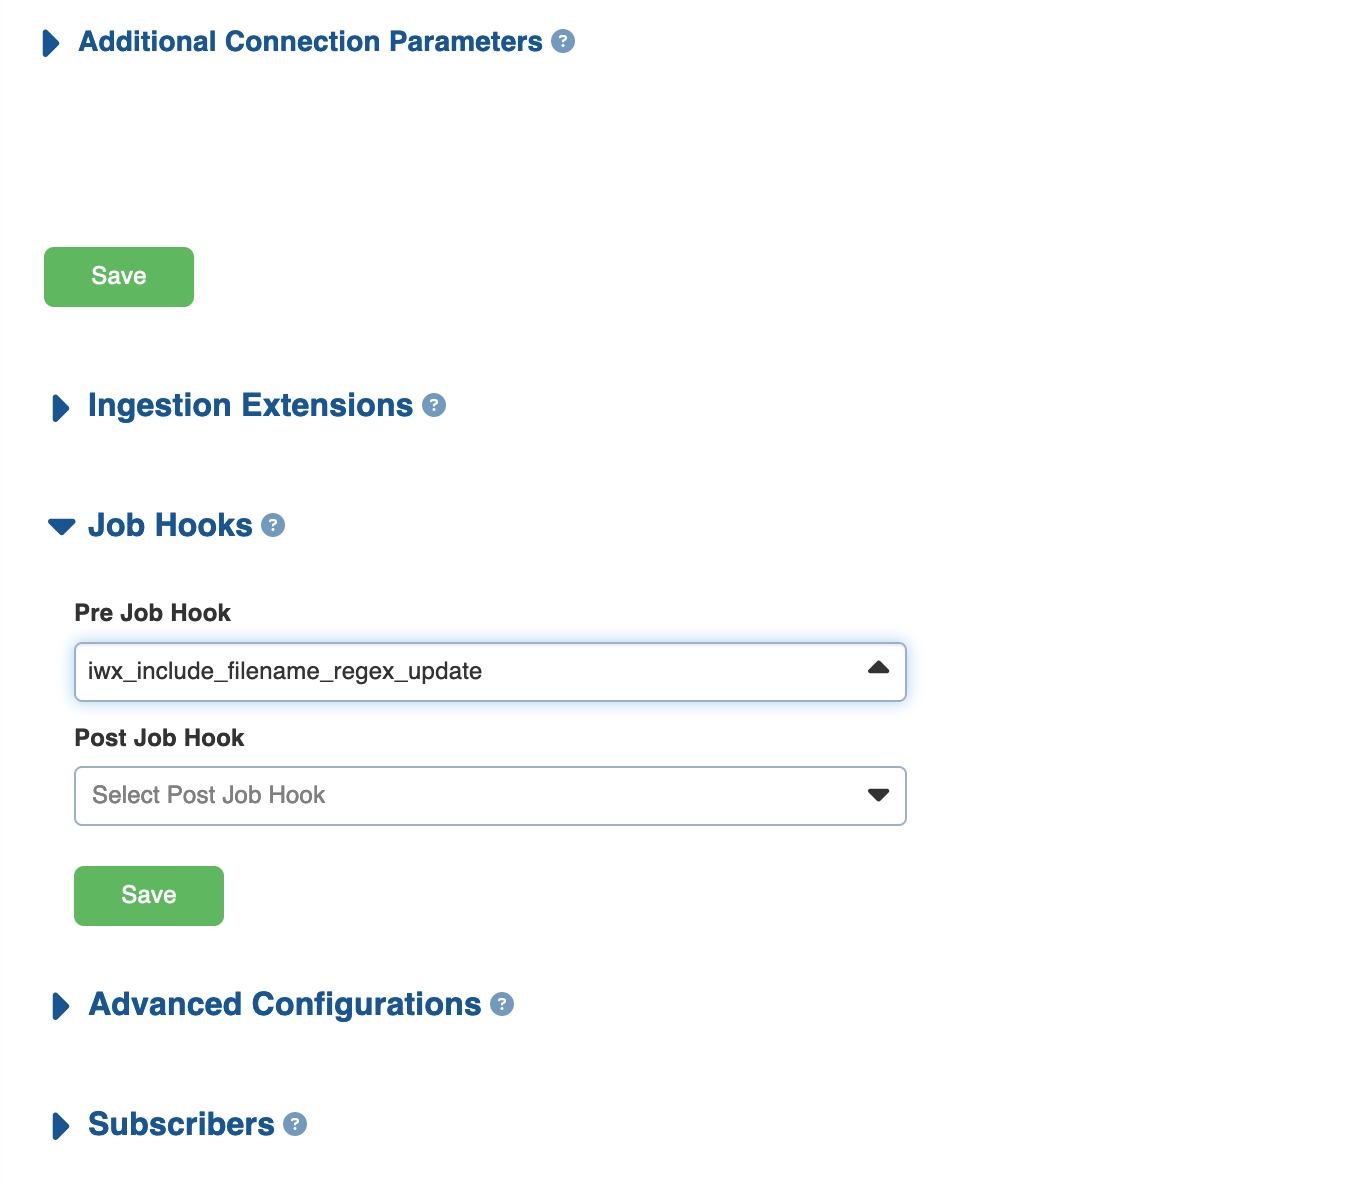 Additional Connection Parameters ?
Save
Ingestion Extensions ?
Job Hooks ?
Pre Job Hook
iwx_include_filename_regex_update
Post Job Hook
Select Post Job Hook
Save
Advanced Configurations ?
Subscribers ?